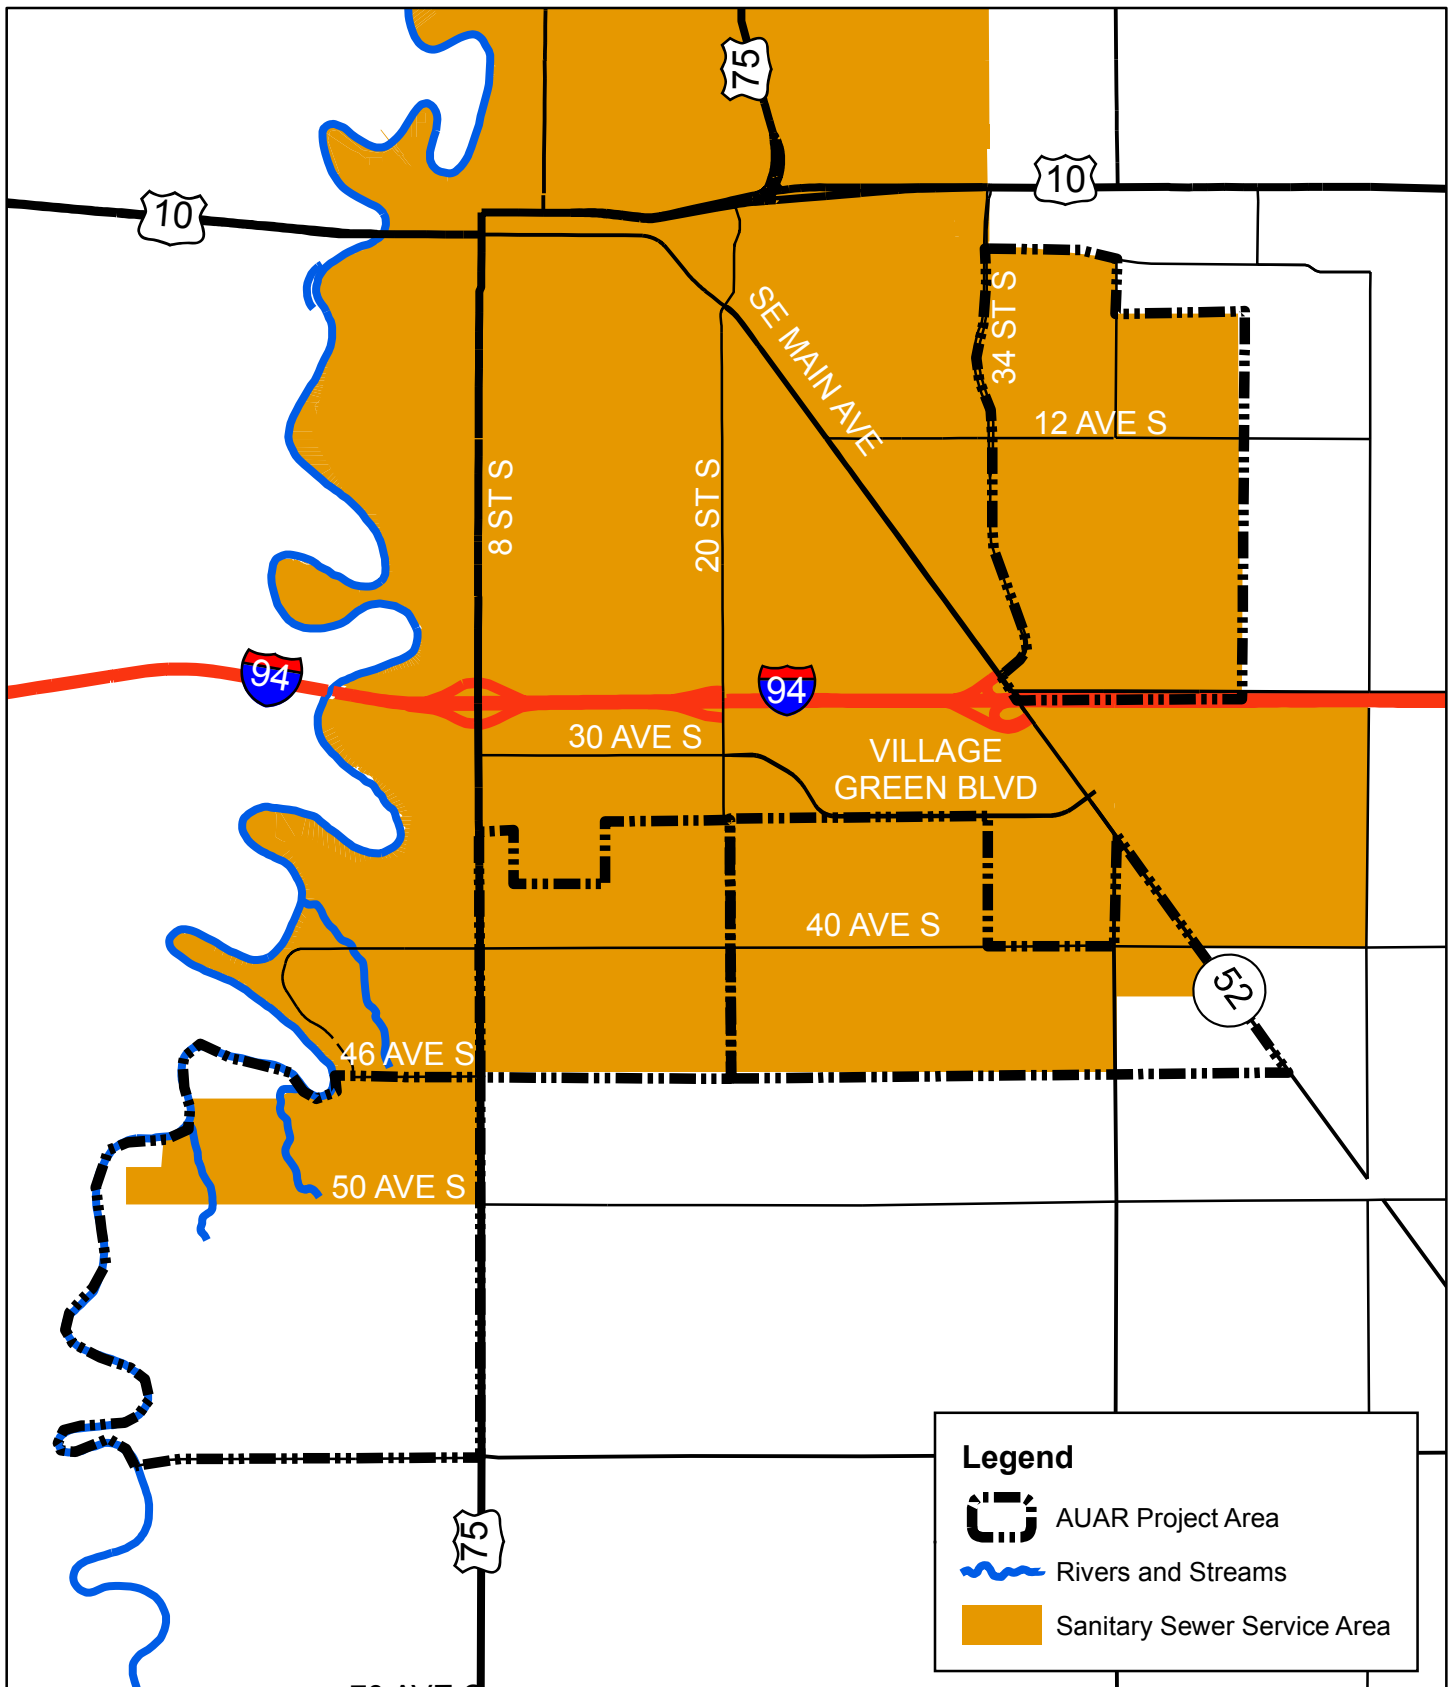 75
10
10
34 ST S
SE MAIN AVE
12 AVE S
8 ST S
20 ST S
94
94
30 AVE S
VILLAGE
GREEN BLVD
40 AVE S
52
46 AVE S
50 AVE S
75
Legend
AUAR Project Area
Rivers and Streams
Sanitary Sewer Service Area